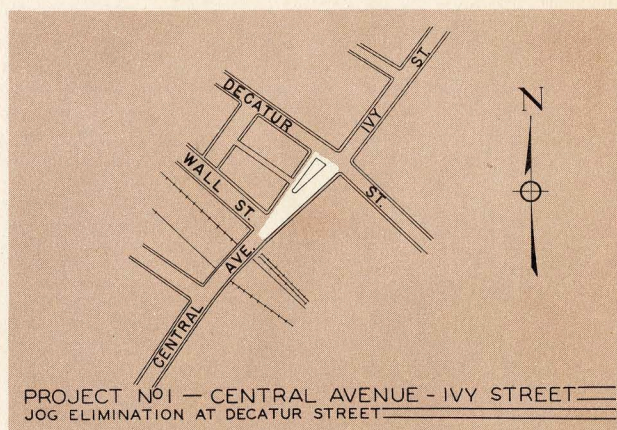 IVY ST.
DECATUR ST.
WALL ST.
CENTRAL AVE.
N
PROJECT Nº1 — CENTRAL AVENUE - IVY STREET
JOG ELIMINATION AT DECATUR STREET